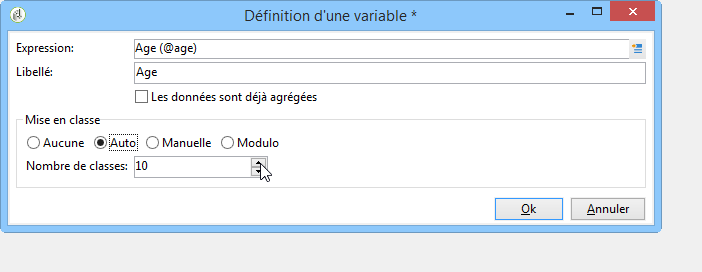 Définition d'une variable *
Expression: Age (@age)
Libellé: Age
Les données sont déjà agrégées
Mise en classe
Aucune Auto Manuelle Modulo
Nombre de classes: 10
Ok Annuler